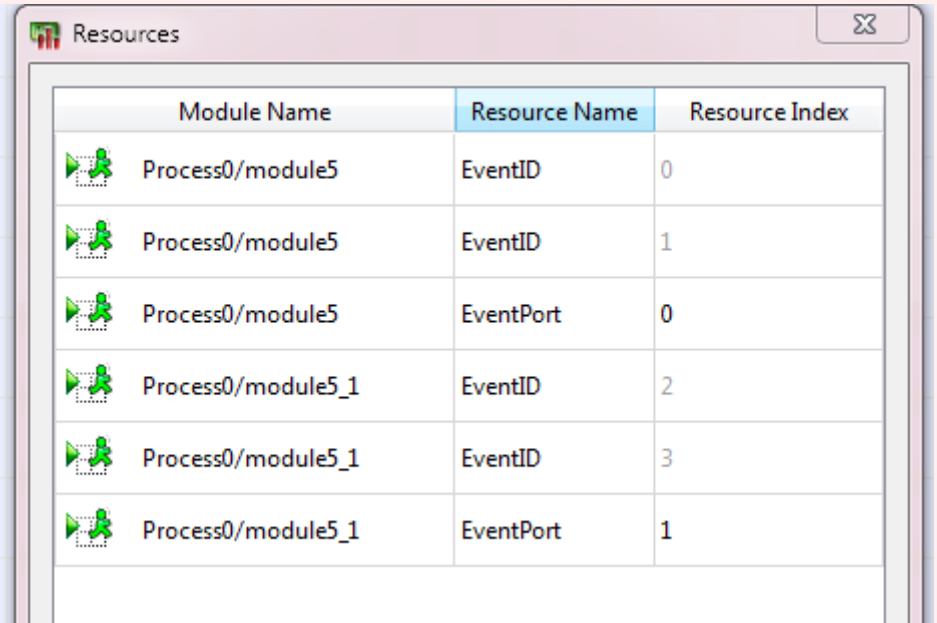 Resources
Module Name Resource Name Resource Index
Process0/module5 EventID 0
Process0/module5 EventID 1
Process0/module5 EventPort 0
Process0/module5_1 EventID 2
Process0/module5_1 EventID 3
Process0/module5_1 EventPort 1